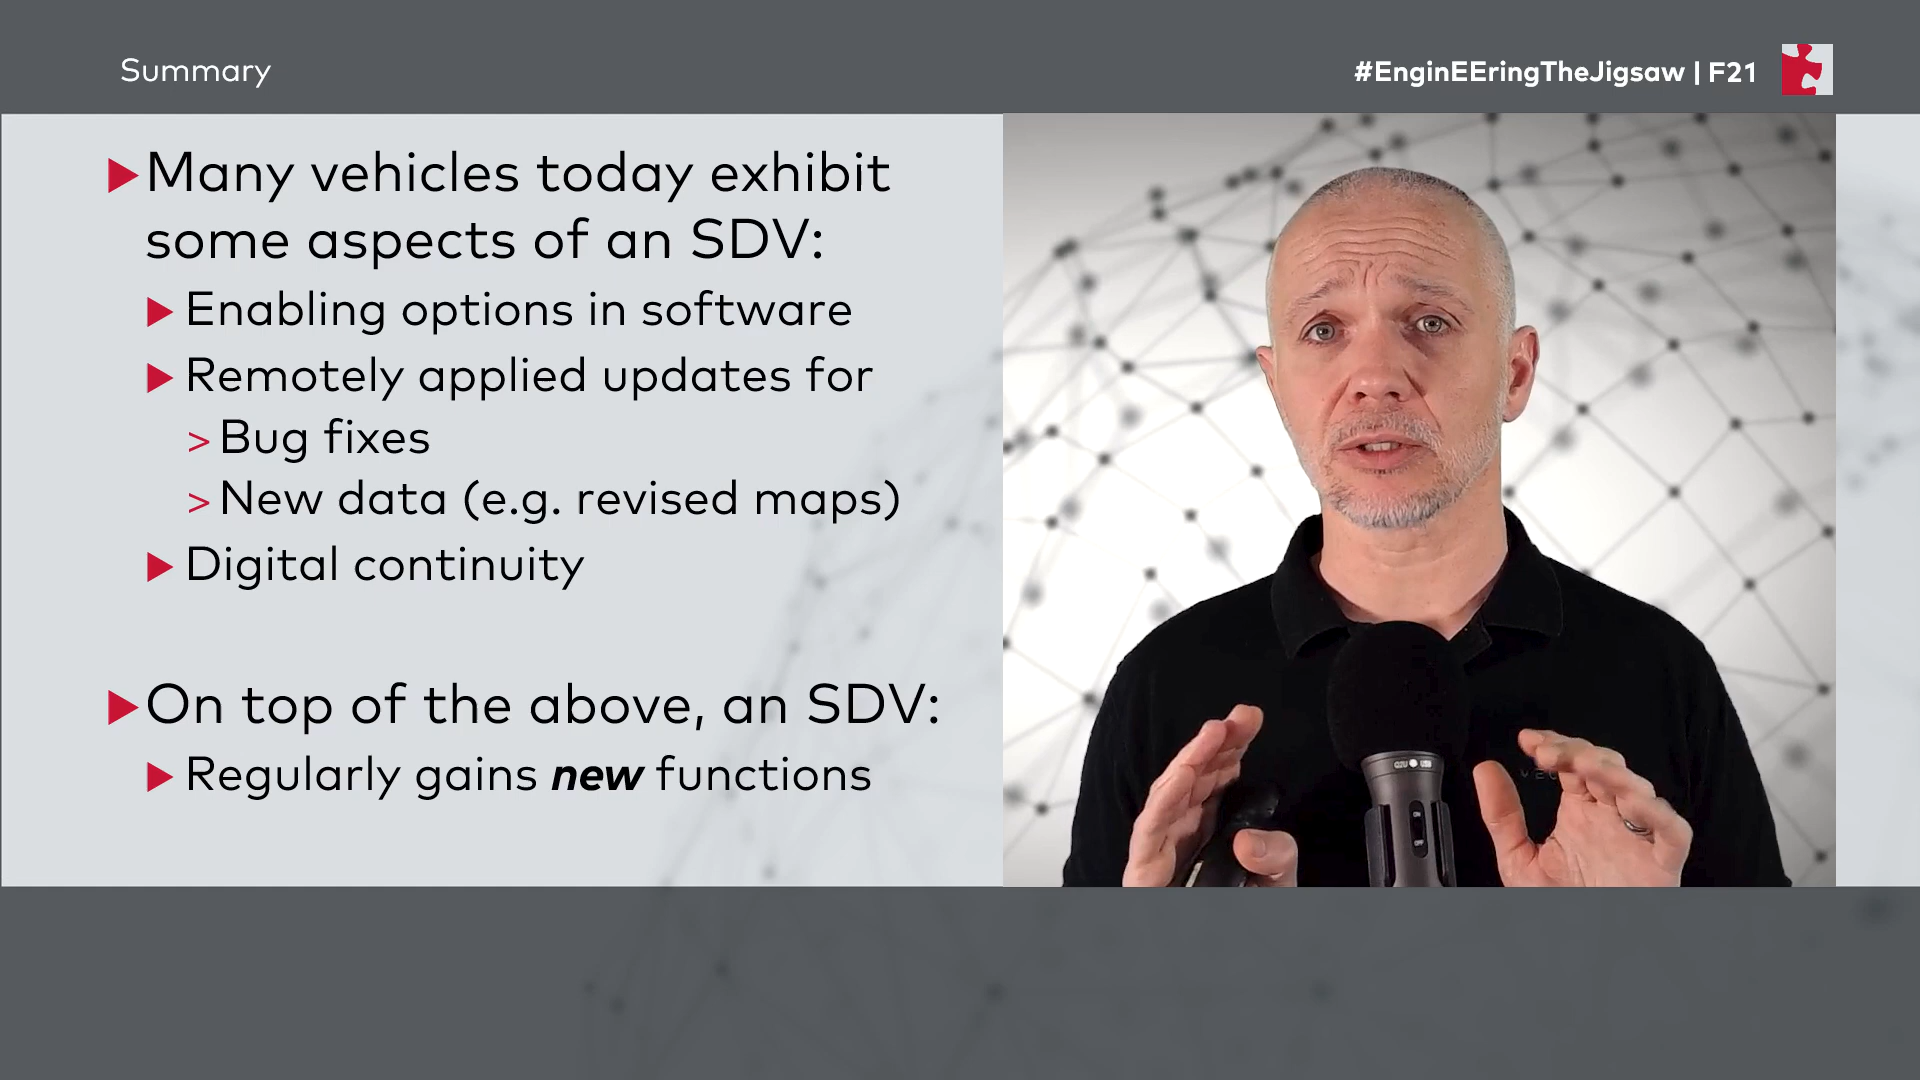 Summary
#EnginEEringTheJigsaw | F21
Many vehicles today exhibit
some aspects of an SDV:
Enabling options in software
Remotely applied updates for
> Bug fixes
> New data (e.g. revised maps)
Digital continuity
On top of the above, an SDV:
Regularly gains new functions